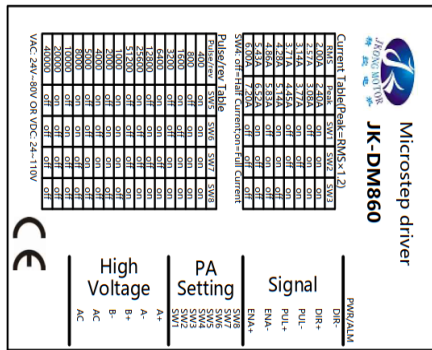 JKONG MOTOR
精控电机
Microstep driver
JK-DM860
Current Table(Peak=RMS×1.2)
RMS Peak SW1 SW2 SW3
2.00A 2.40A on on on
2.57A 3.08A off on on
3.14A 3.77A on off on
3.71A 4.45A off off on
4.28A 5.14A on on off
4.86A 5.83A off on off
5.43A 6.52A on off off
6.00A 7.20A off off off
SW4: off=Half Current;on=Full Current
Pulse/rev Table
Pulse/rev SW5 SW6 SW7 SW8
400 on on on on
800 off on on on
1600 on off on on
3200 off off on on
6400 on on off on
12800 off on off on
25600 on off off on
51200 off off off on
1000 on on on off
2000 off on on off
4000 on off on off
5000 off off on off
8000 on on off off
10000 off on off off
20000 on off off off
40000 off off off off
VAC: 24V~80V OR VDC: 24~110V
CE
PWR/ALM
Signal
DIR-
DIR+
PUL-
PUL+
ENA-
ENA+
PA
Setting
SW8
SW7
SW6
SW5
SW4
SW3
SW2
SW1
High
Voltage
A+
A-
B+
B-
AC
AC